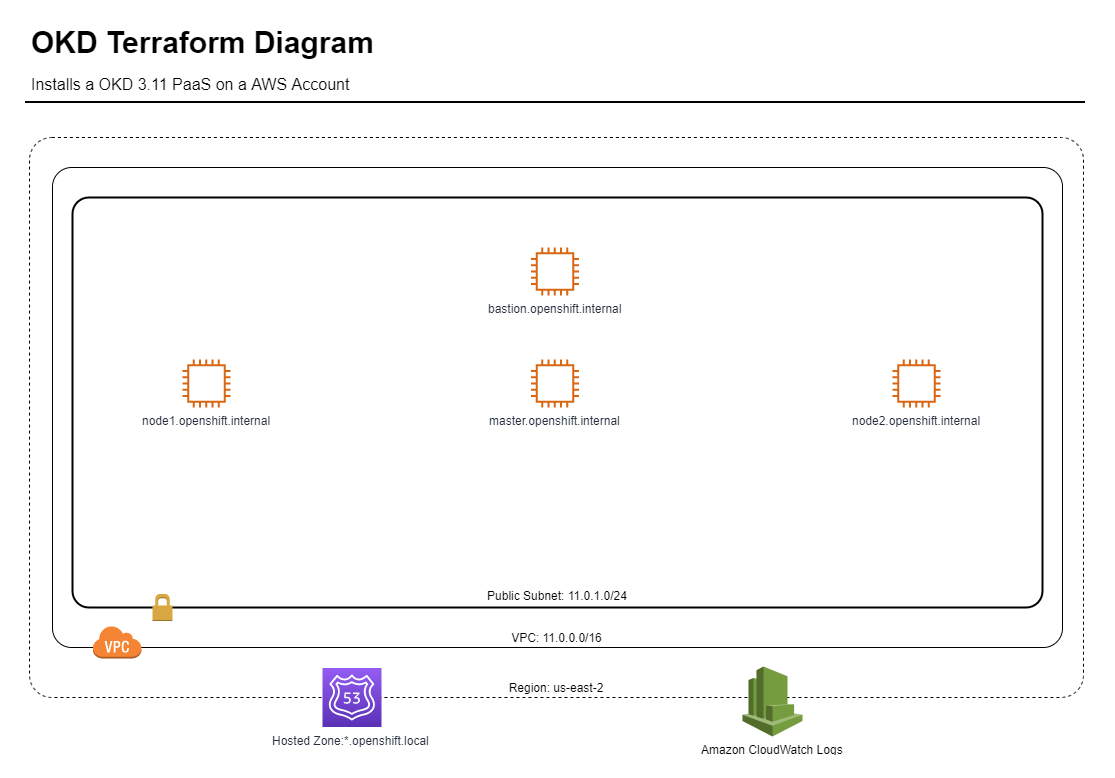 OKD Terraform Diagram
Installs a OKD 3.11 PaaS on a AWS Account
bastion.openshift.internal
node1.openshift.internal
master.openshift.internal
node2.openshift.internal
Public Subnet: 11.0.1.0/24
VPC: 11.0.0.0/16
VPC
Region: us-east-2
53
Hosted Zone:*.openshift.local
Amazon CloudWatch Logs